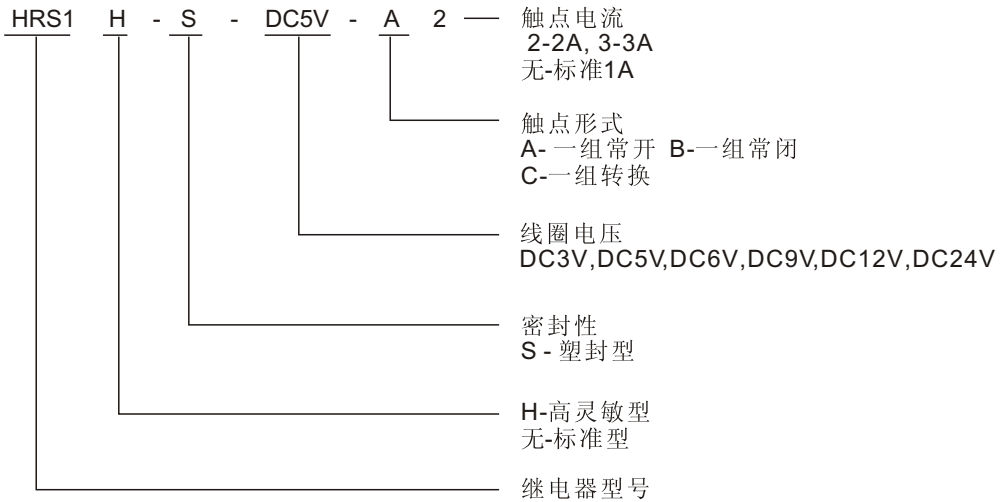 HRS1 H - S - DC5V - A 2
触点电流
2-2A, 3-3A
无-标准1A
触点形式
A- 一组常开 B-一组常闭
C-一组转换
线圈电压
DC3V,DC5V,DC6V,DC9V,DC12V,DC24V
密封性
S - 塑封型
H-高灵敏型
无-标准型
继电器型号